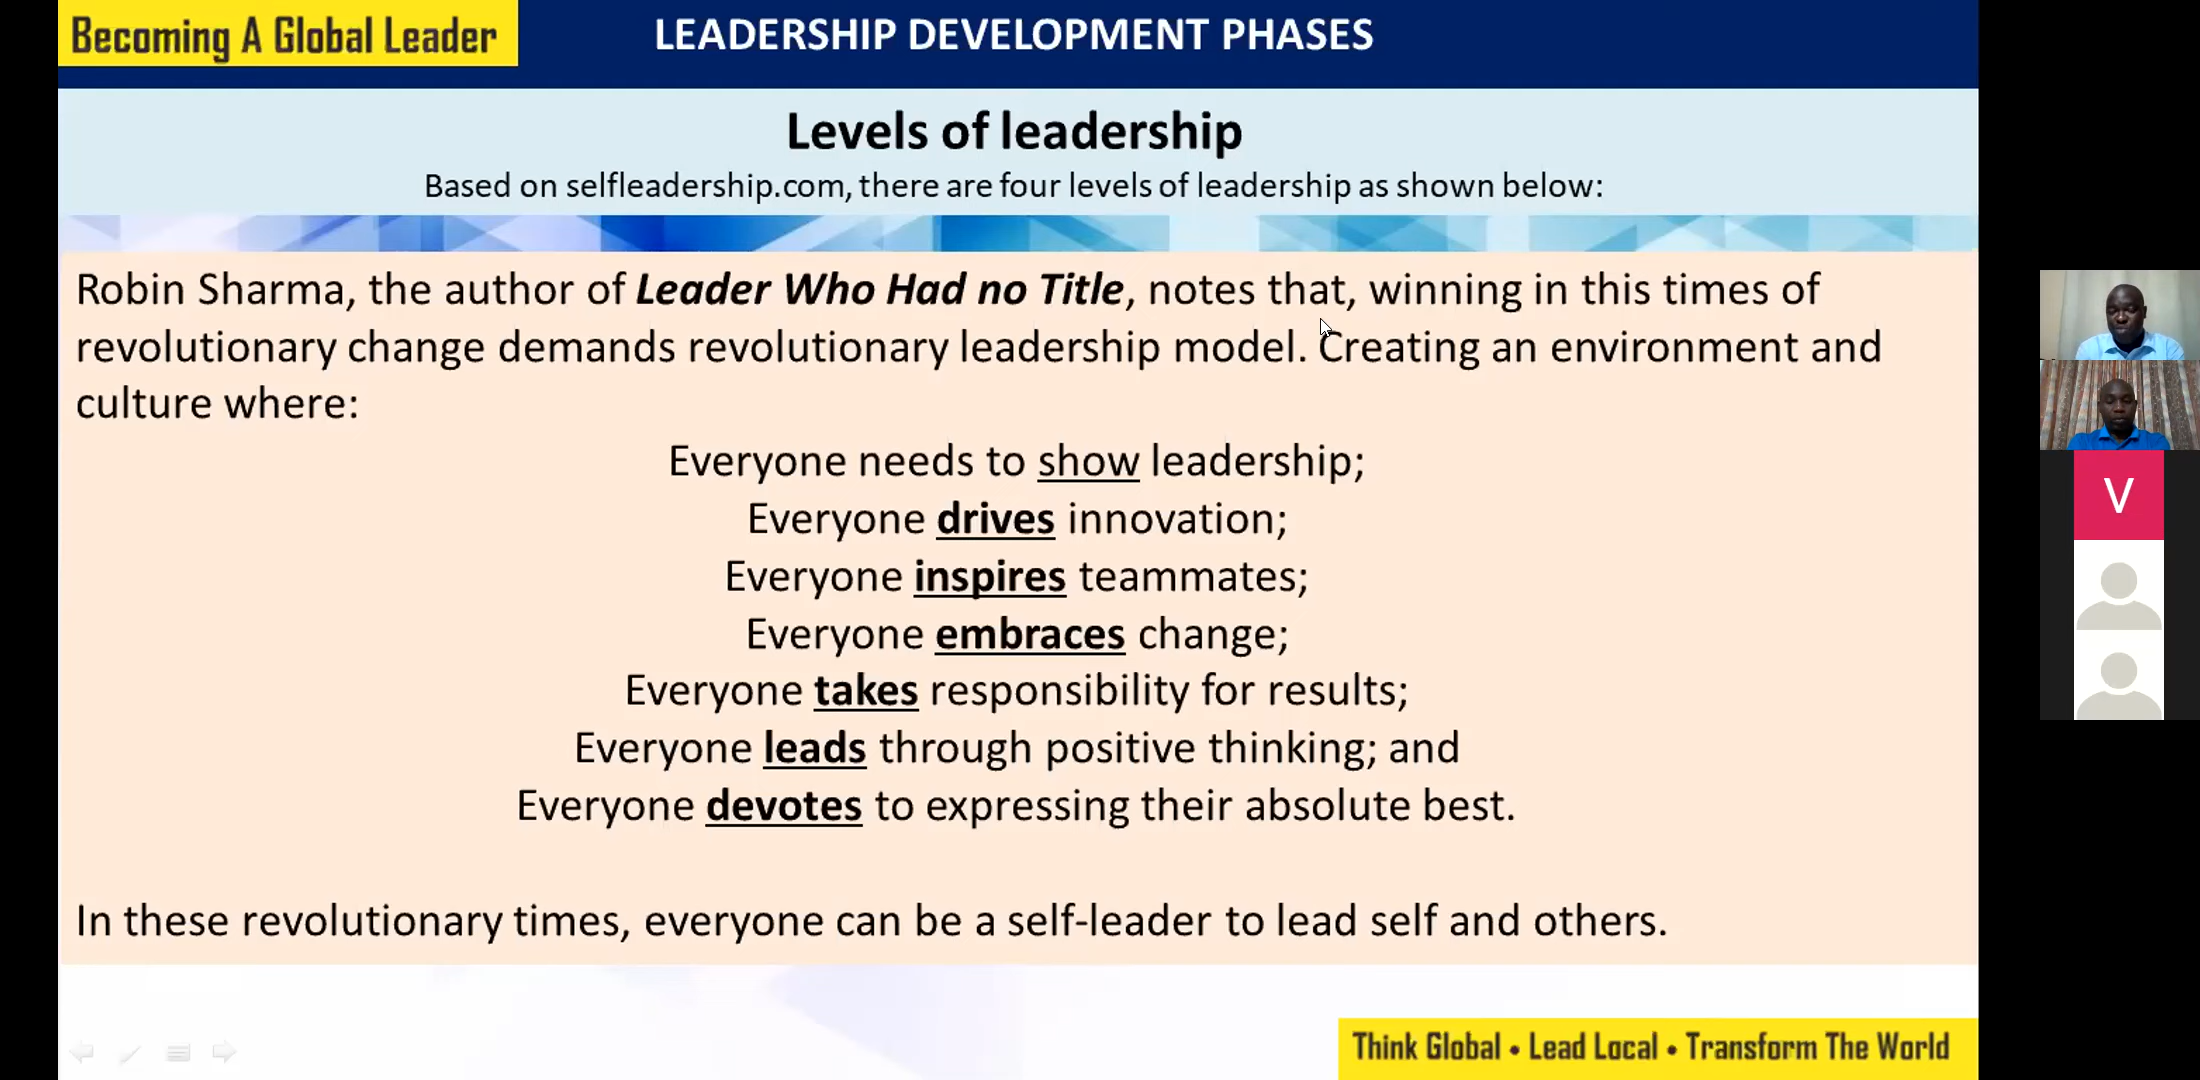 Becoming A Global Leader
LEADERSHIP DEVELOPMENT PHASES
Levels of leadership
Based on selfleadership.com, there are four levels of leadership as shown below:
Robin Sharma, the author of Leader Who Had no Title, notes that, winning in this times of
revolutionary change demands revolutionary leadership model. Creating an environment and
culture where:
Everyone needs to show leadership;
Everyone drives innovation;
Everyone inspires teammates;
Everyone embraces change;
Everyone takes responsibility for results;
Everyone leads through positive thinking; and
Everyone devotes to expressing their absolute best.
In these revolutionary times, everyone can be a self-leader to lead self and others.
V
Think Global • Lead Local • Transform The World